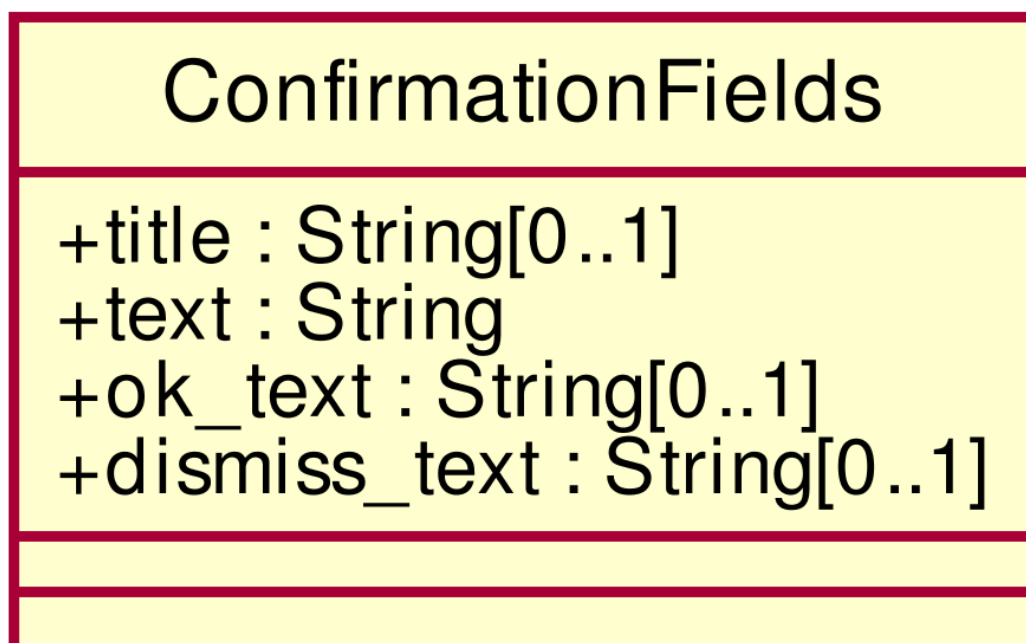 ConfirmationFields
+title : String[0..1]
+text : String
+ok_text : String[0..1]
+dismiss_text : String[0..1]